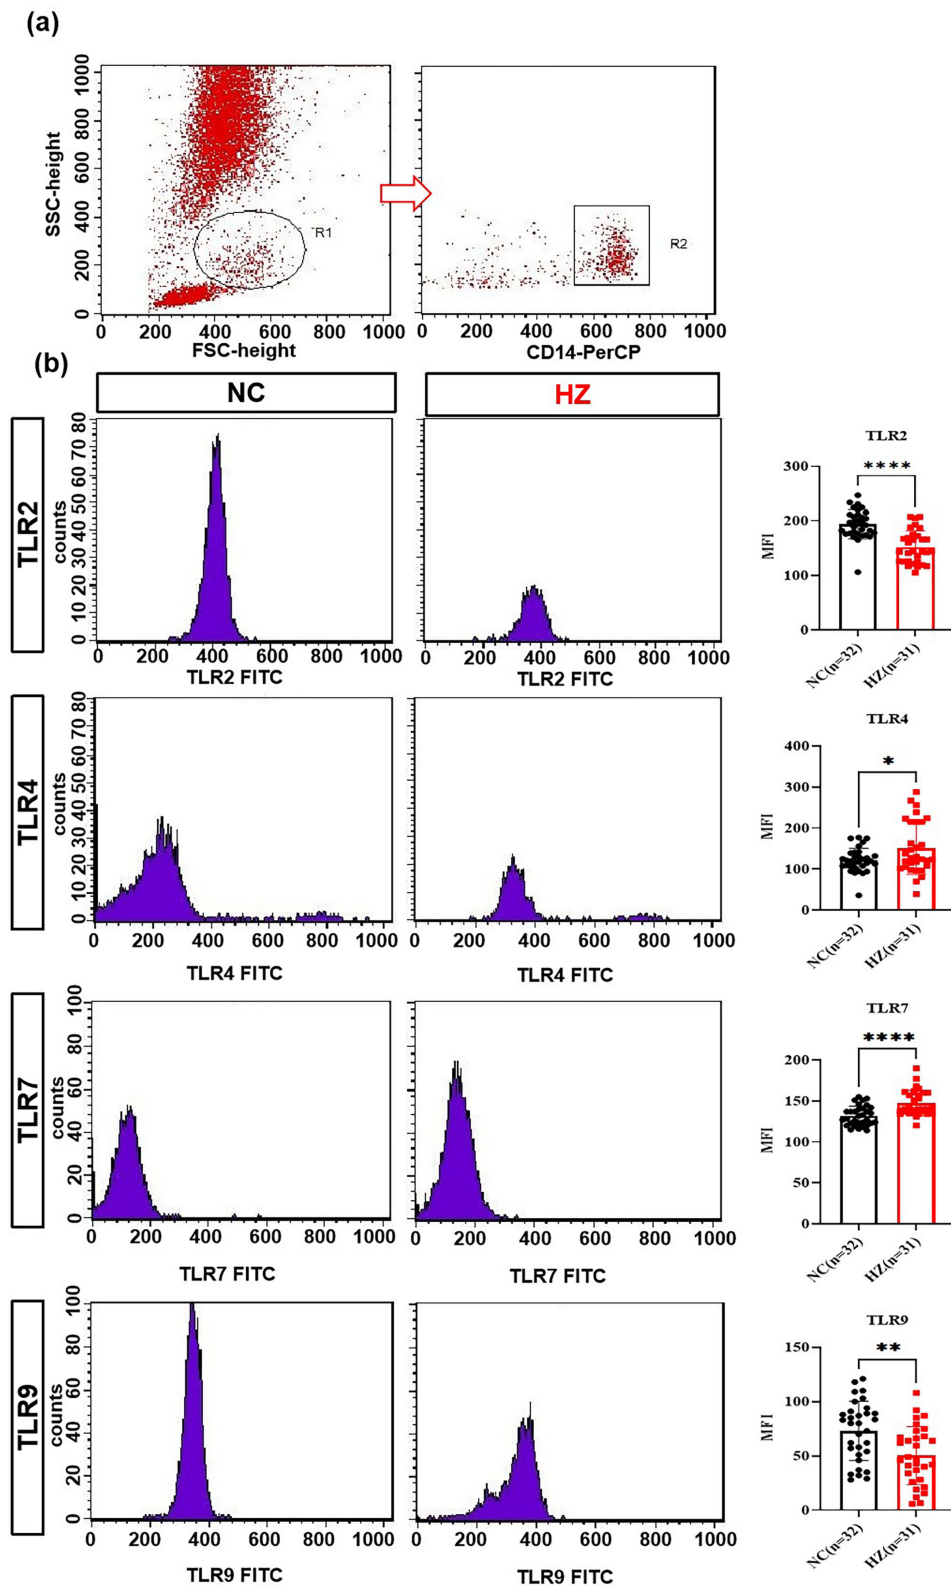 (a)
1000
800
600
400
200
0
SSC-height
R1
200 400 600 800 1000
FSC-height
R2
0 200 400 600 800 1000
CD14-PerCP
(b)
NC
HZ
TLR2
counts
80
70
60
50
40
30
20
10
0
0 200 400 600 800 1000
TLR2 FITC
0 200 400 600 800 1000
TLR2 FITC
TLR2
****
MFI
300
200
100
0
NC(n=32)
HZ(n=31)
TLR4
counts
80
70
60
50
40
30
20
10
0
0 200 400 600 800 1000
TLR4 FITC
0 200 400 600 800 1000
TLR4 FITC
TLR4
*
MFI
400
300
200
100
0
NC(n=32)
HZ(n=31)
TLR7
counts
100
80
60
40
20
0
0 200 400 600 800 1000
TLR7 FITC
0 200 400 600 800 1000
TLR7 FITC
TLR7
****
MFI
200
150
100
50
0
NC(n=32)
HZ(n=31)
TLR9
counts
100
80
60
40
20
0
0 200 400 600 800 1000
TLR9 FITC
0 200 400 600 800 1000
TLR9 FITC
TLR9
**
MFI
150
100
50
0
NC(n=32)
HZ(n=31)